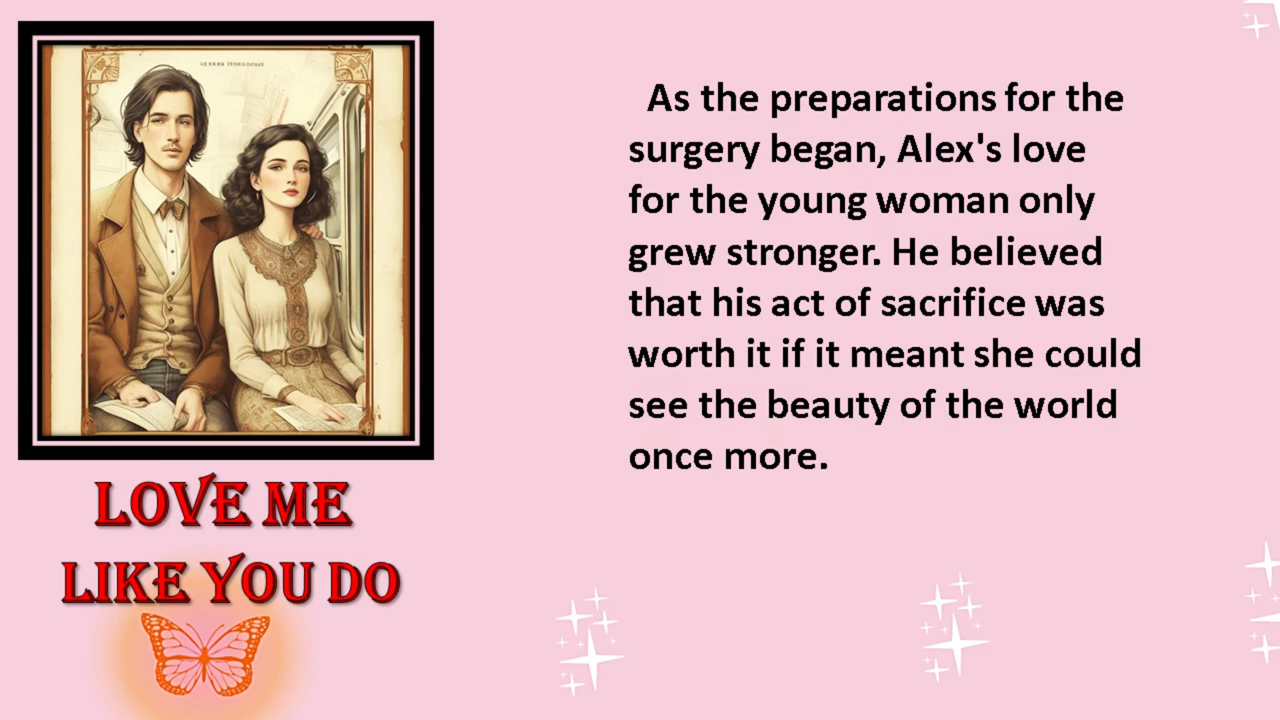 As the preparations for the
surgery began, Alex's love
for the young woman only
grew stronger. He believed
that his act of sacrifice was
worth it if it meant she could
see the beauty of the world
once more.
LOVE ME
LIKE YOU DO